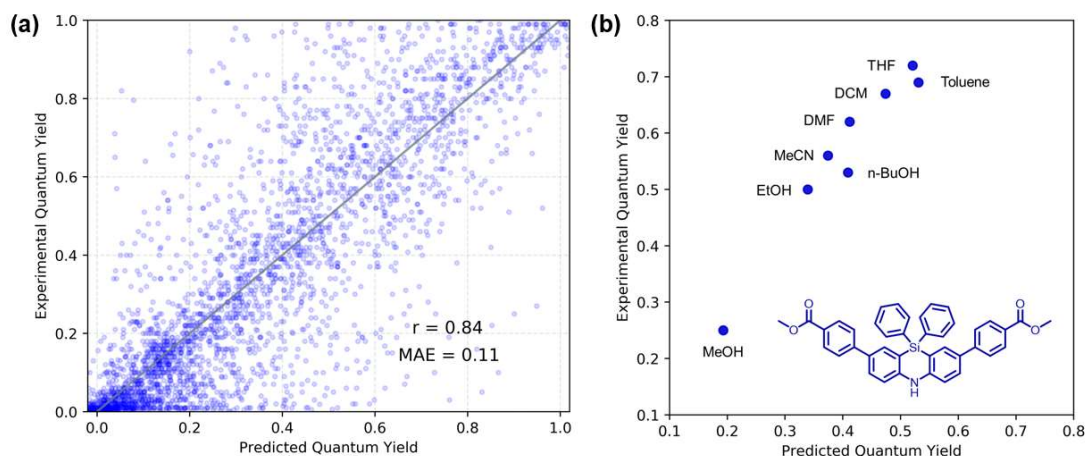 (a)
1.0
0.8
0.6
0.4
0.2
0.0
Experimental Quantum Yield
r = 0.84
MAE = 0.11
0.0 0.2 0.4 0.6 0.8 1.0
Predicted Quantum Yield
(b)
0.8
0.7
0.6
0.5
0.4
0.3
0.2
0.1
Experimental Quantum Yield
THF
Toluene
DCM
DMF
MeCN
n-BuOH
EtOH
MeOH
O
O
Si
N
H
O
O
0.1 0.2 0.3 0.4 0.5 0.6 0.7 0.8
Predicted Quantum Yield